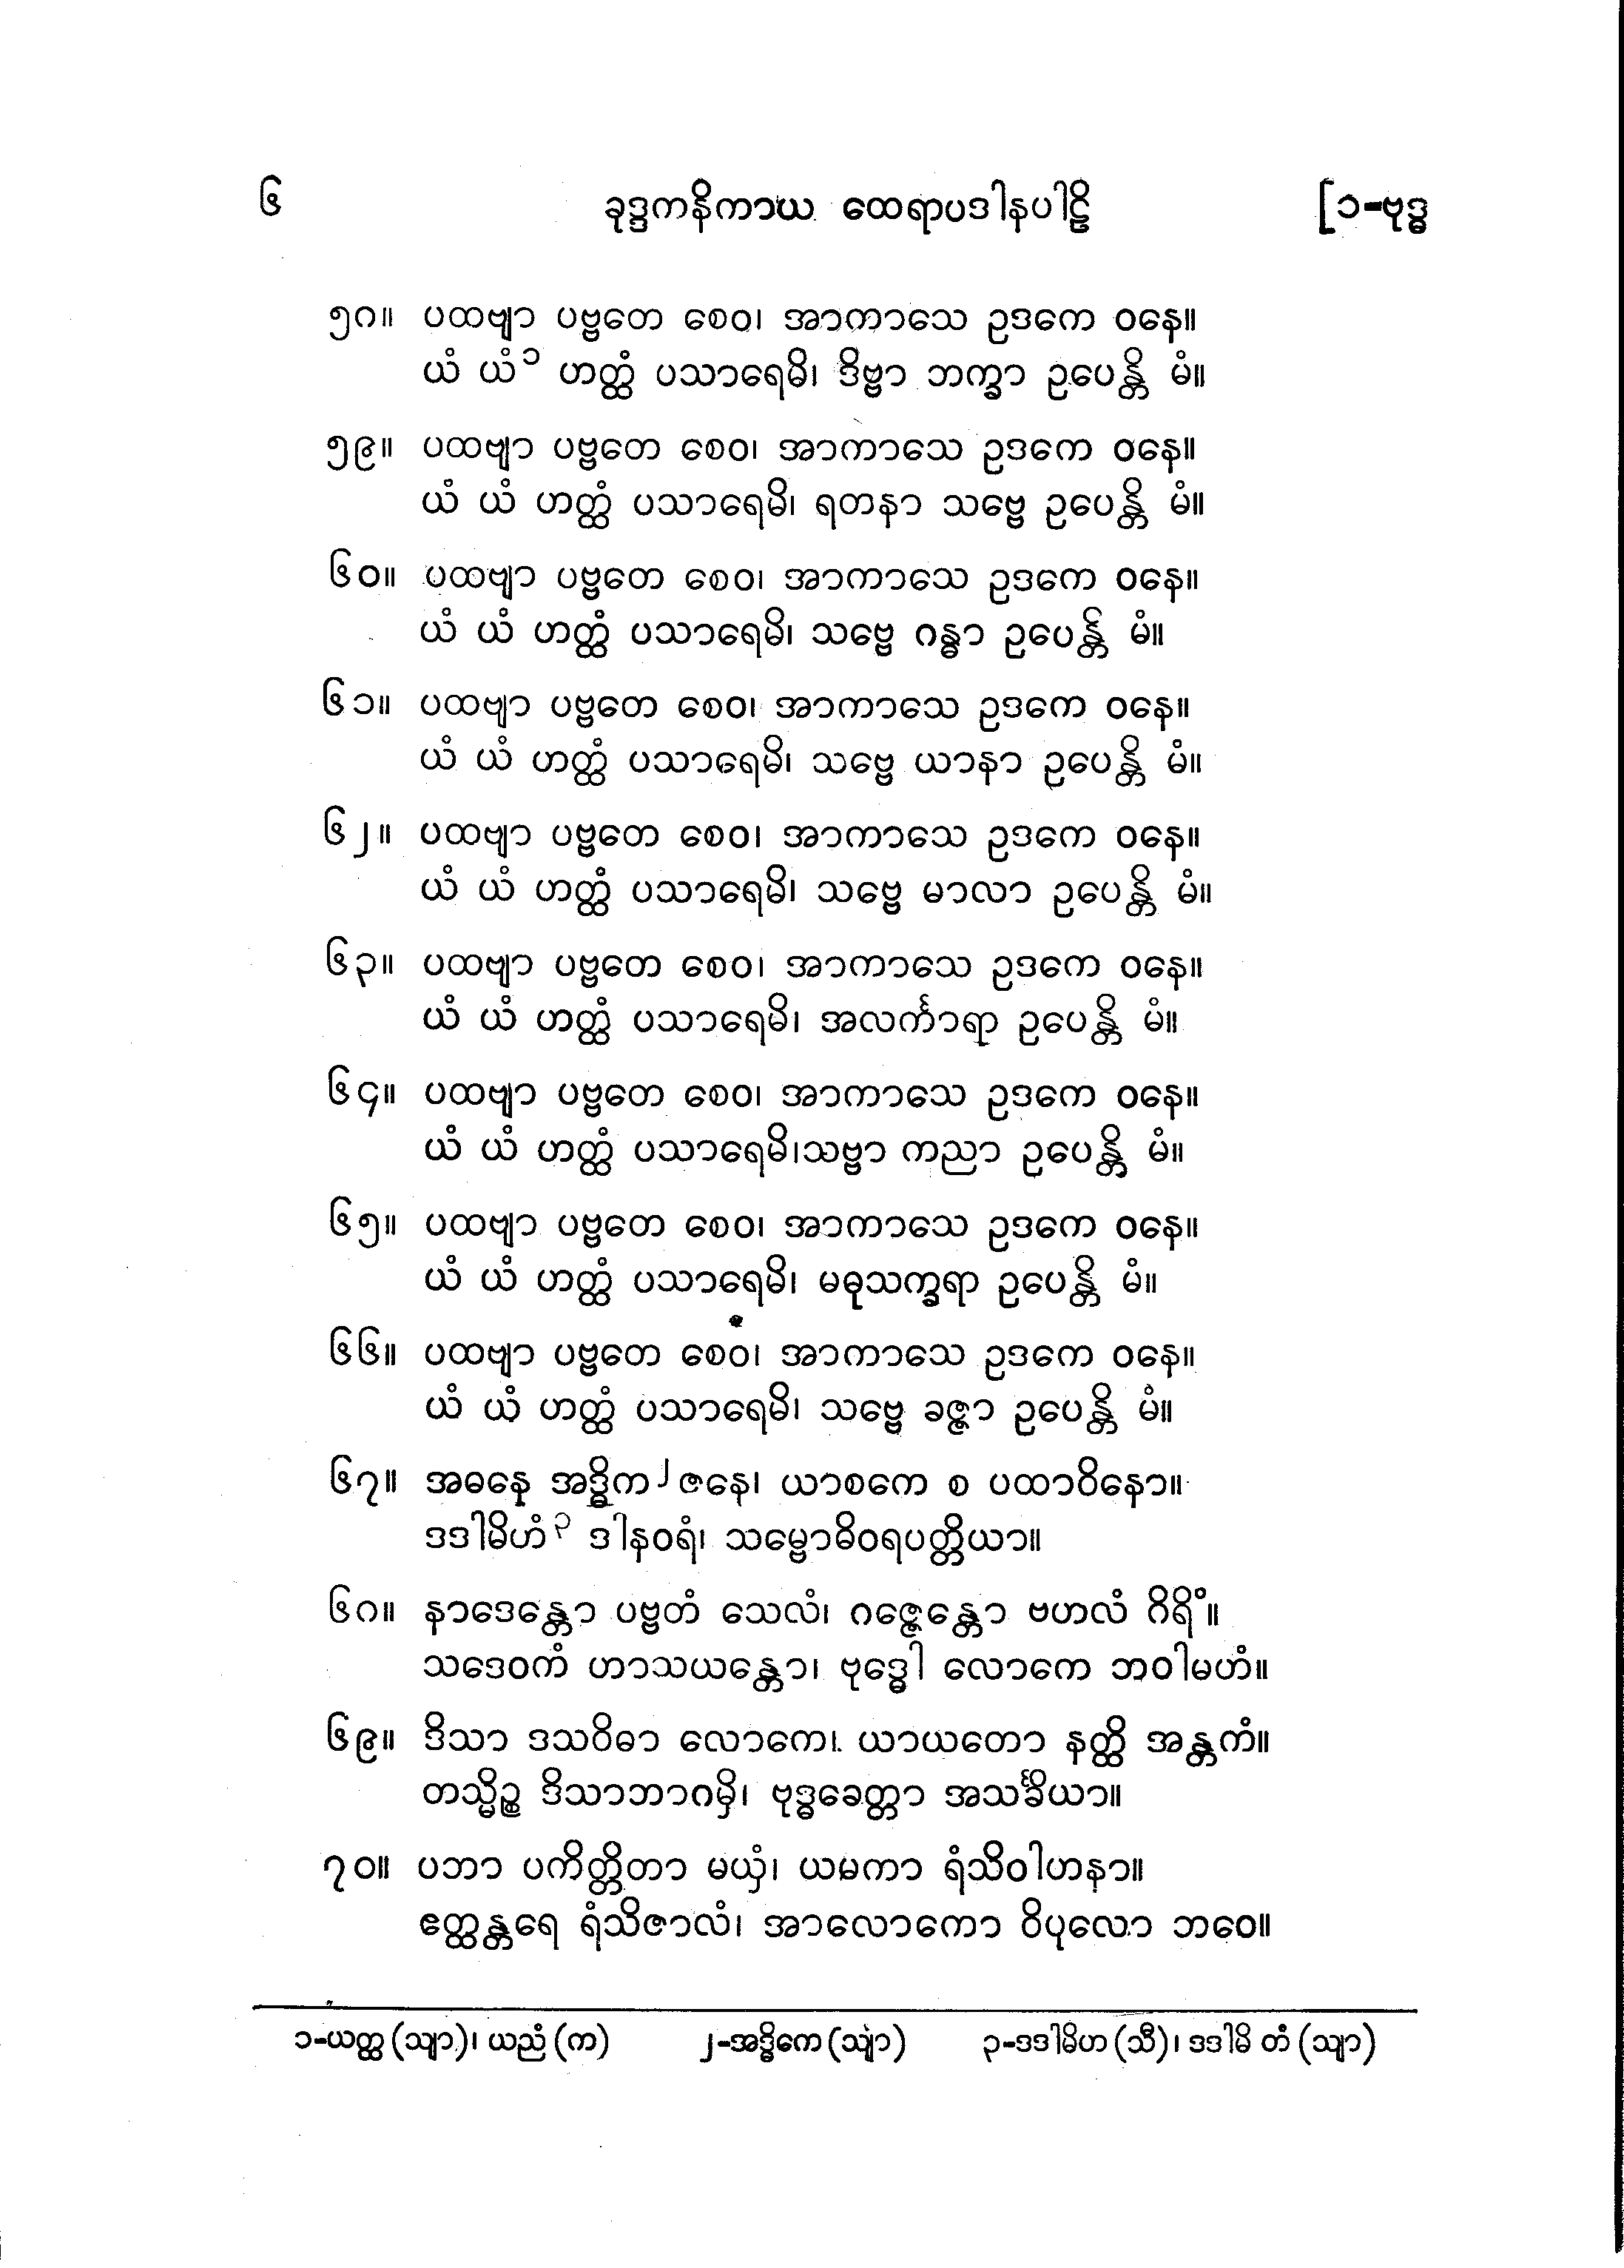 ၆ ခုဒ္ဒကနိကာယ ထေရာပဒါနပါဠိ [၁-ဗုဒ္ဓ
၅၈။ ပထဗျာ ပဗ္ဗတေ စေဝ၊ အာကာသေ ဥဒကေ ဝနေ။
ယံ ယံ၁ ဟတ္ထံ ပသာရေမိ၊ ဒိဗ္ဗာ ဘက္ခာ ဥပေန္တိ မံ။
၅၉။ ပထဗျာ ပဗ္ဗတေ စေဝ၊ အာကာသေ ဥဒကေ ဝနေ။
ယံ ယံ ဟတ္ထံ ပသာရေမိ၊ ရတနာ သဗ္ဗေ ဥပေန္တိ မံ။
၆၀။ ပထဗျာ ပဗ္ဗတေ စေဝ၊ အာကာသေ ဥဒကေ ဝနေ။
ယံ ယံ ဟတ္ထံ ပသာရေမိ၊ သဗ္ဗေ ဂန္ဓာ ဥပေန္တိ မံ။
၆၁။ ပထဗျာ ပဗ္ဗတေ စေဝ၊ အာကာသေ ဥဒကေ ဝနေ။
ယံ ယံ ဟတ္ထံ ပသာရေမိ၊ သဗ္ဗေ ယာနာ ဥပေန္တိ မံ။
၆၂။ ပထဗျာ ပဗ္ဗတေ စေဝ၊ အာကာသေ ဥဒကေ ဝနေ။
ယံ ယံ ဟတ္ထံ ပသာရေမိ၊ သဗ္ဗေ မာလာ ဥပေန္တိ မံ။
၆၃။ ပထဗျာ ပဗ္ဗတေ စေဝ၊ အာကာသေ ဥဒကေ ဝနေ။
ယံ ယံ ဟတ္ထံ ပသာရေမိ၊ အလင်္ကာရာ ဥပေန္တိ မံ။
၆၄။ ပထဗျာ ပဗ္ဗတေ စေဝ၊ အာကာသေ ဥဒကေ ဝနေ။
ယံ ယံ ဟတ္ထံ ပသာရေမိ၊သဗ္ဗာ ကညာ ဥပေန္တိ မံ။
၆၅။ ပထဗျာ ပဗ္ဗတေ စေဝ၊ အာကာသေ ဥဒကေ ဝနေ။
ယံ ယံ ဟတ္ထံ ပသာရေမိ၊ မဓုသက္ခရာ ဥပေန္တိ မံ။
၆၆။ ပထဗျာ ပဗ္ဗတေ စေဝ၊ အာကာသေ ဥဒကေ ဝနေ။
ယံ ယံ ဟတ္ထံ ပသာရေမိ၊ သဗ္ဗေ ခဇ္ဇာ ဥပေန္တိ မံ။
၆၇။ အဓနေ အဒ္ဓိက၂ ဇနေ၊ ယာစကေ စ ပထာဝိနော။
ဒဒါမိဟံ၃ ဒါနဝရံ၊ သမ္ဗောဓိဝရပတ္တိယာ။
၆၈။ နာဒေန္တော ပဗ္ဗတံ သေလံ၊ ဂဇ္ဇေန္တော ဗဟလံ ဂိရိံ။
သဒေဝကံ ဟာသယန္တော၊ ဗုဒ္ဓေါ လောကေ ဘဝါမဟံ။
၆၉။ ဒိသာ ဒသဝိဓာ လောကေ၊ ယာယတော နတ္ထိ အန္တကံ။
တသ္မိဉ္စ ဒိသာဘာဂမှိ၊ ဗုဒ္ဓခေတ္တာ အသင်္ခိယာ။
၇၀။ ပဘာ ပကိတ္တိတာ မယှံ၊ ယမကာ ရံသိဝါဟနာ။
ဧတ္ထန္တရေ ရံသိဇာလံ၊ အာလောကော ဝိပုလော ဘဝေ။
၁-ယတ္ထ (သျာ)၊ ယညံ (က) ၂-အဒ္ဓိကေ (သျာ) ၃-ဒဒါမိဟ (သီ)၊ ဒဒါမိ တံ (သျာ)